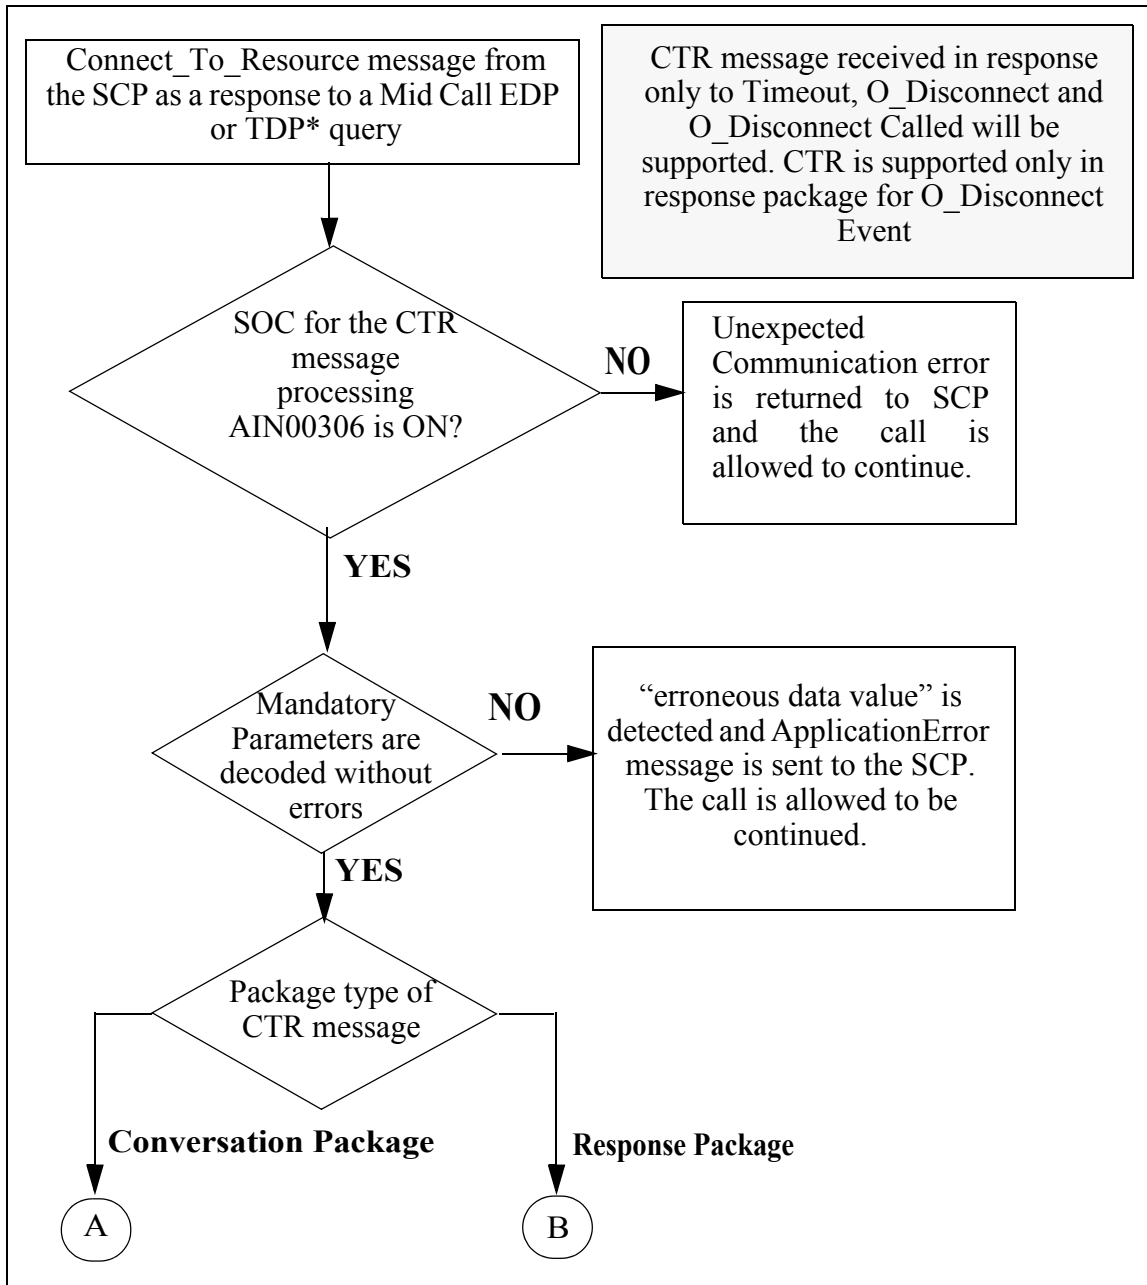 Connect_To_Resource message from
the SCP as a response to a Mid Call EDP
or TDP* query
CTR message received in response
only to Timeout, O_Disconnect and
O_Disconnect Called will be
supported. CTR is supported only in
response package for O_Disconnect
Event
SOC for the CTR
message
processing
AIN00306 is ON?
NO
Unexpected
Communication error
is returned to SCP
and the call is
allowed to continue.
YES
Mandatory
Parameters are
decoded without
errors
NO
“erroneous data value” is
detected and ApplicationError
message is sent to the SCP.
The call is allowed to be
continued.
YES
Package type of
CTR message
Conversation Package
Response Package
A
B